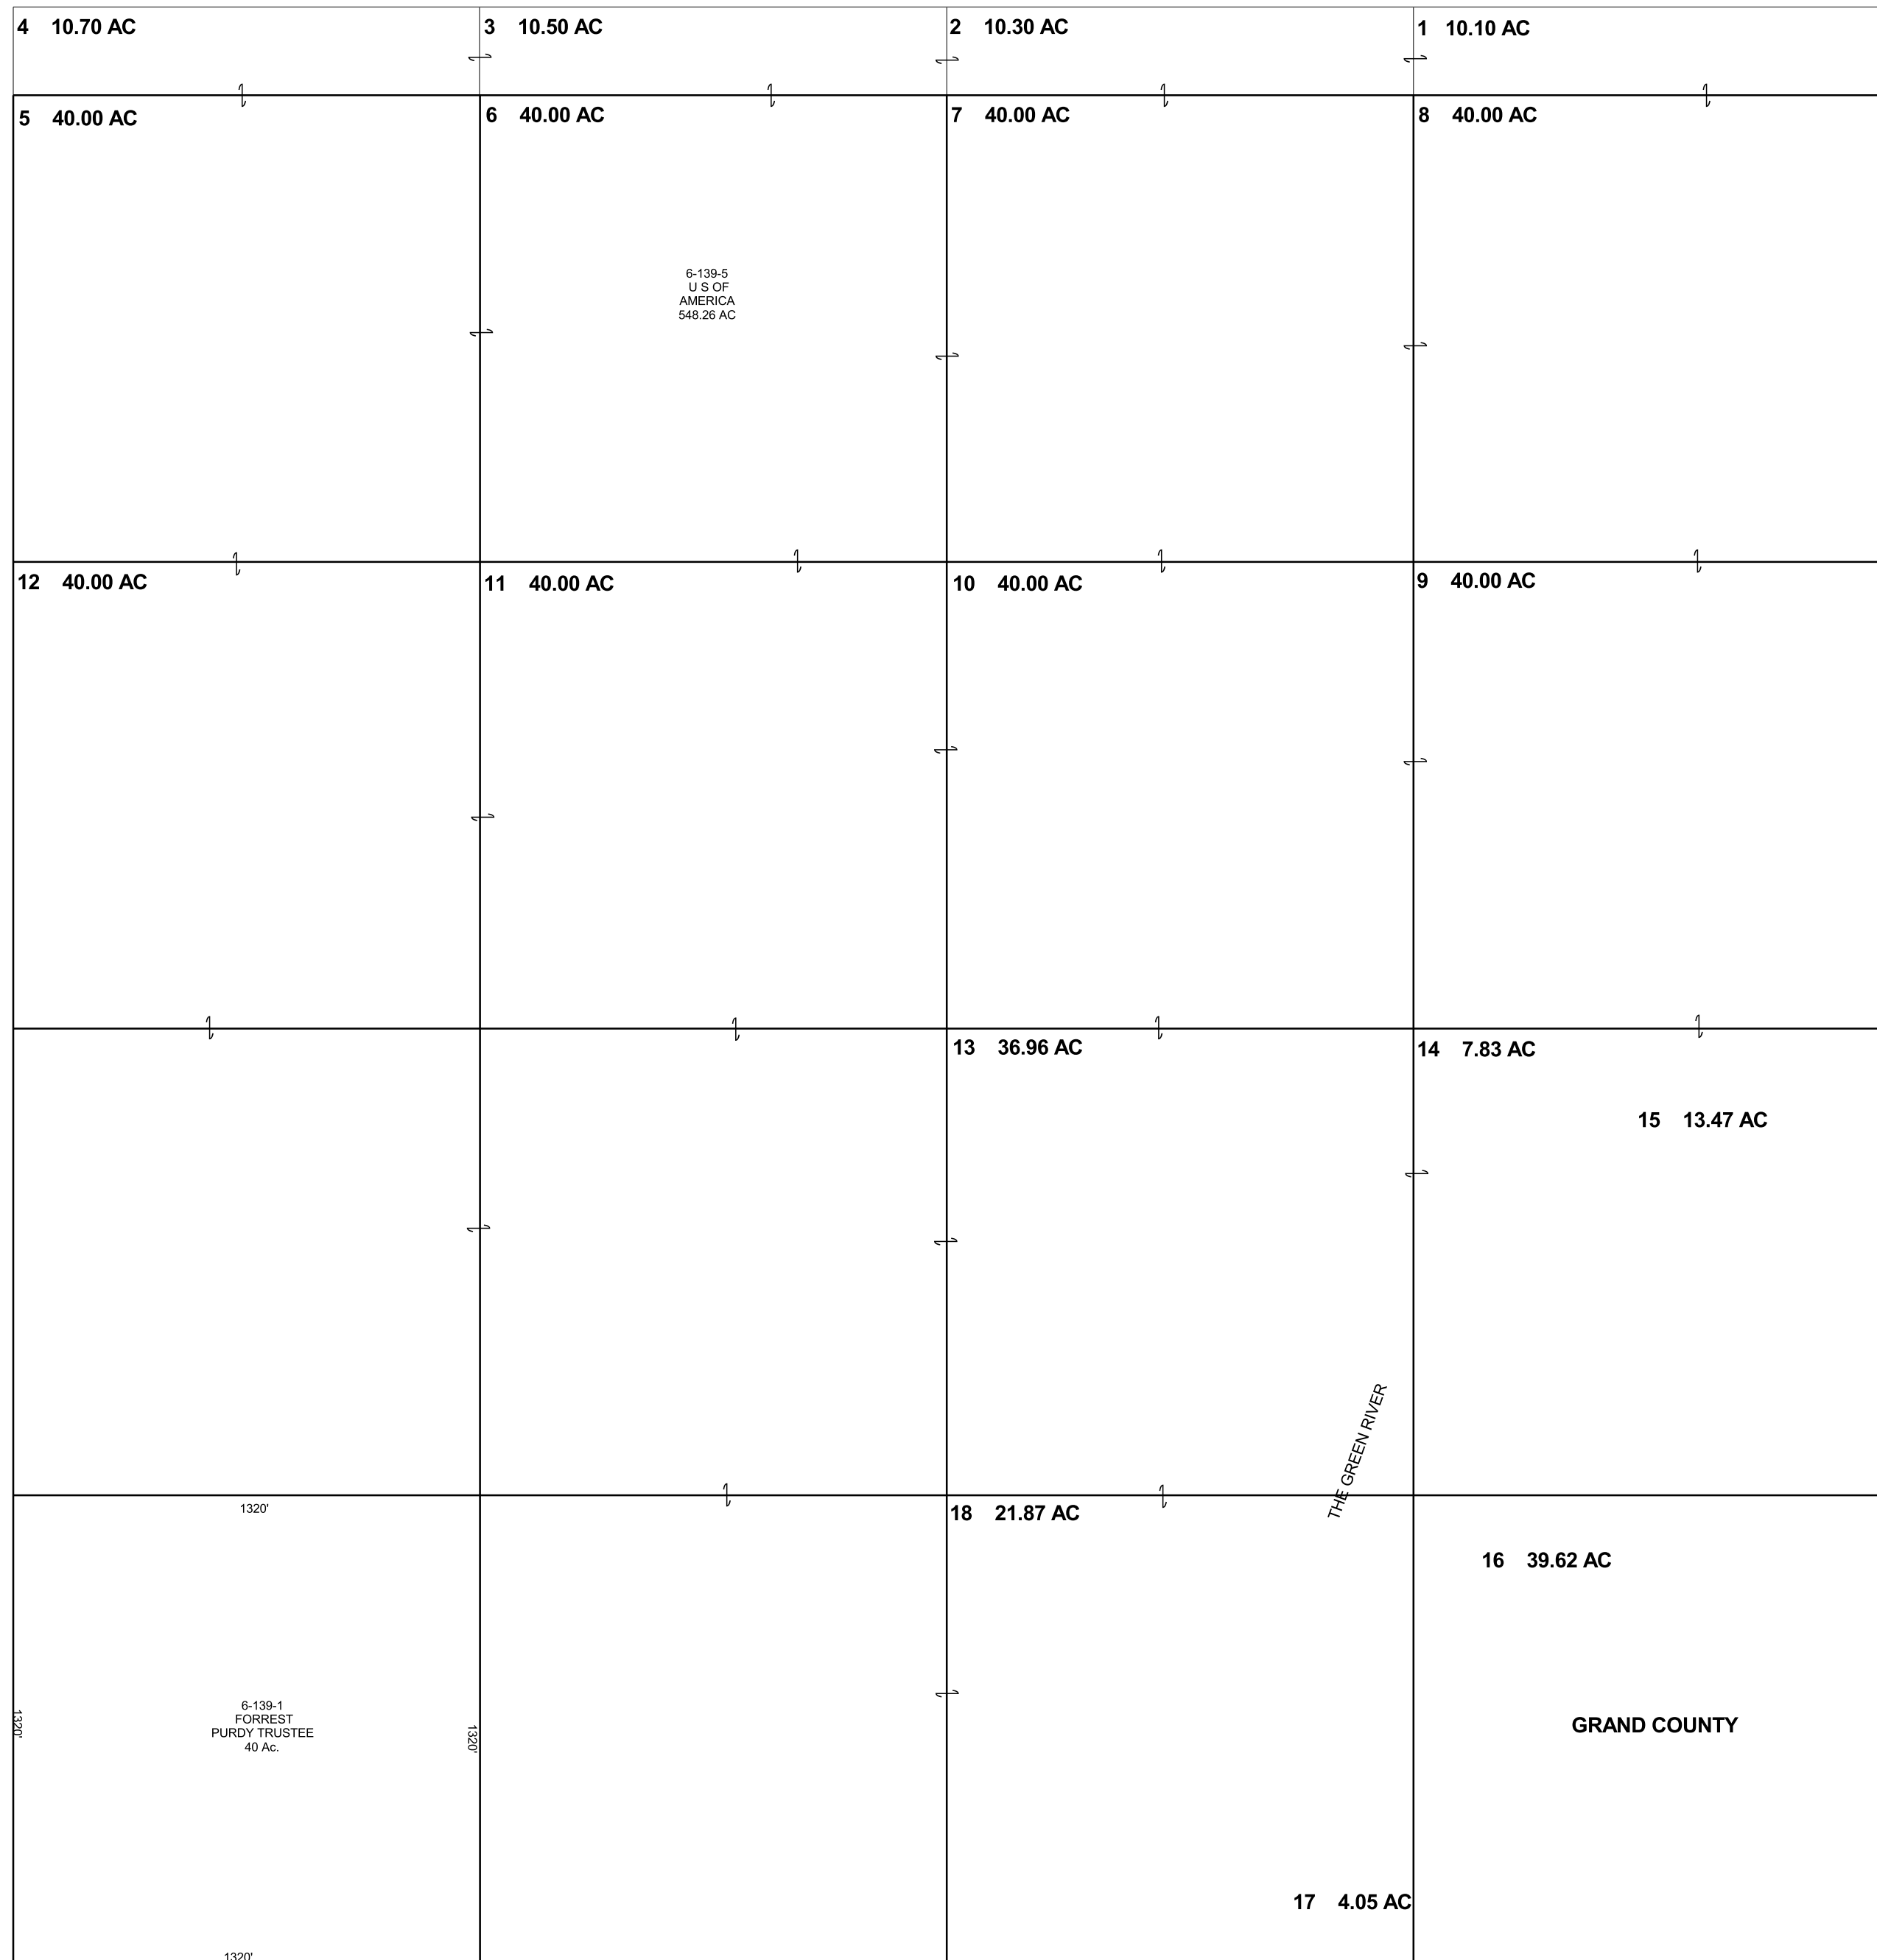 4 10.70 AC
3 10.50 AC
2 10.30 AC
1 10.10 AC
5 40.00 AC
6 40.00 AC
7 40.00 AC
8 40.00 AC
6-139-5
U S OF
AMERICA
548.26 AC
12 40.00 AC
11 40.00 AC
10 40.00 AC
9 40.00 AC
13 36.96 AC
14 7.83 AC
15 13.47 AC
THE GREEN RIVER
1320'
18 21.87 AC
16 39.62 AC
1320'
6-139-1
FORREST
PURDY TRUSTEE
40 Ac.
1320'
GRAND COUNTY
17 4.05 AC
1320'